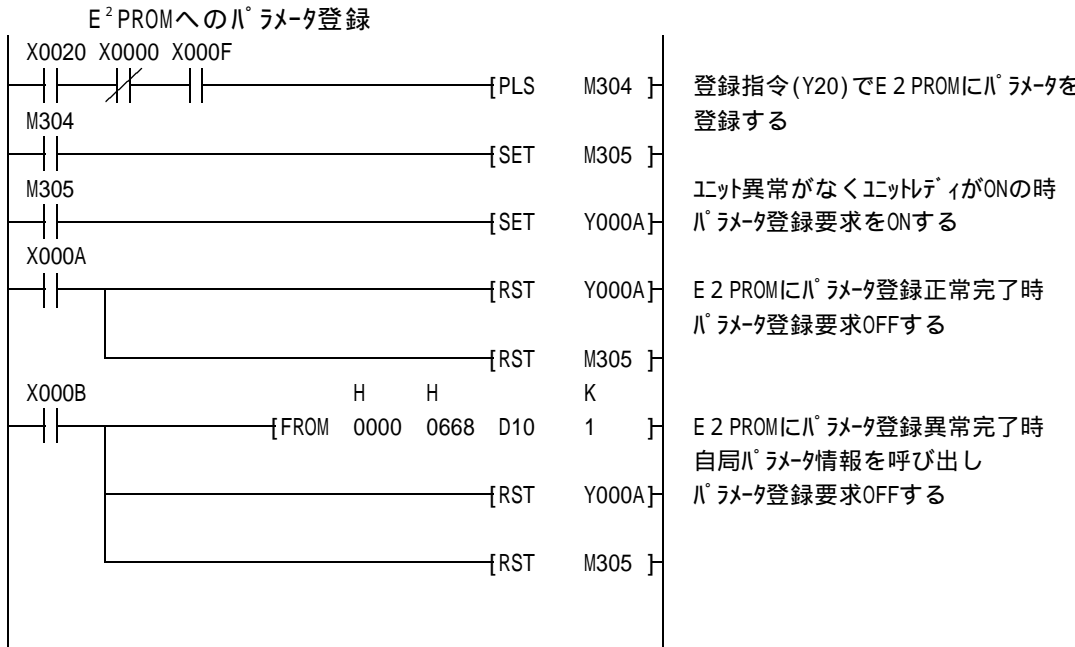 E²PROMへのﾊﾟﾗﾒｰﾀ登録
X0020 X0000 X000F
[PLS M304 ] 登録指令(Y20)でE２PROMにﾊﾟﾗﾒｰﾀを
M304 登録する
[SET M305 ]
M305 ﾕﾆｯﾄ異常がなくﾕﾆｯﾄﾚﾃﾞｨがONの時
[SET Y000A] ﾊﾟﾗﾒｰﾀ登録要求をONする
X000A
[RST Y000A] E２PROMにﾊﾟﾗﾒｰﾀ登録正常完了時
ﾊﾟﾗﾒｰﾀ登録要求OFFする
[RST M305 ]
X000B H H K
[FROM 0000 0668 D10 1 ] E２PROMにﾊﾟﾗﾒｰﾀ登録異常完了時
自局ﾊﾟﾗﾒｰﾀ情報を呼び出し
[RST Y000A] ﾊﾟﾗﾒｰﾀ登録要求OFFする
[RST M305 ]